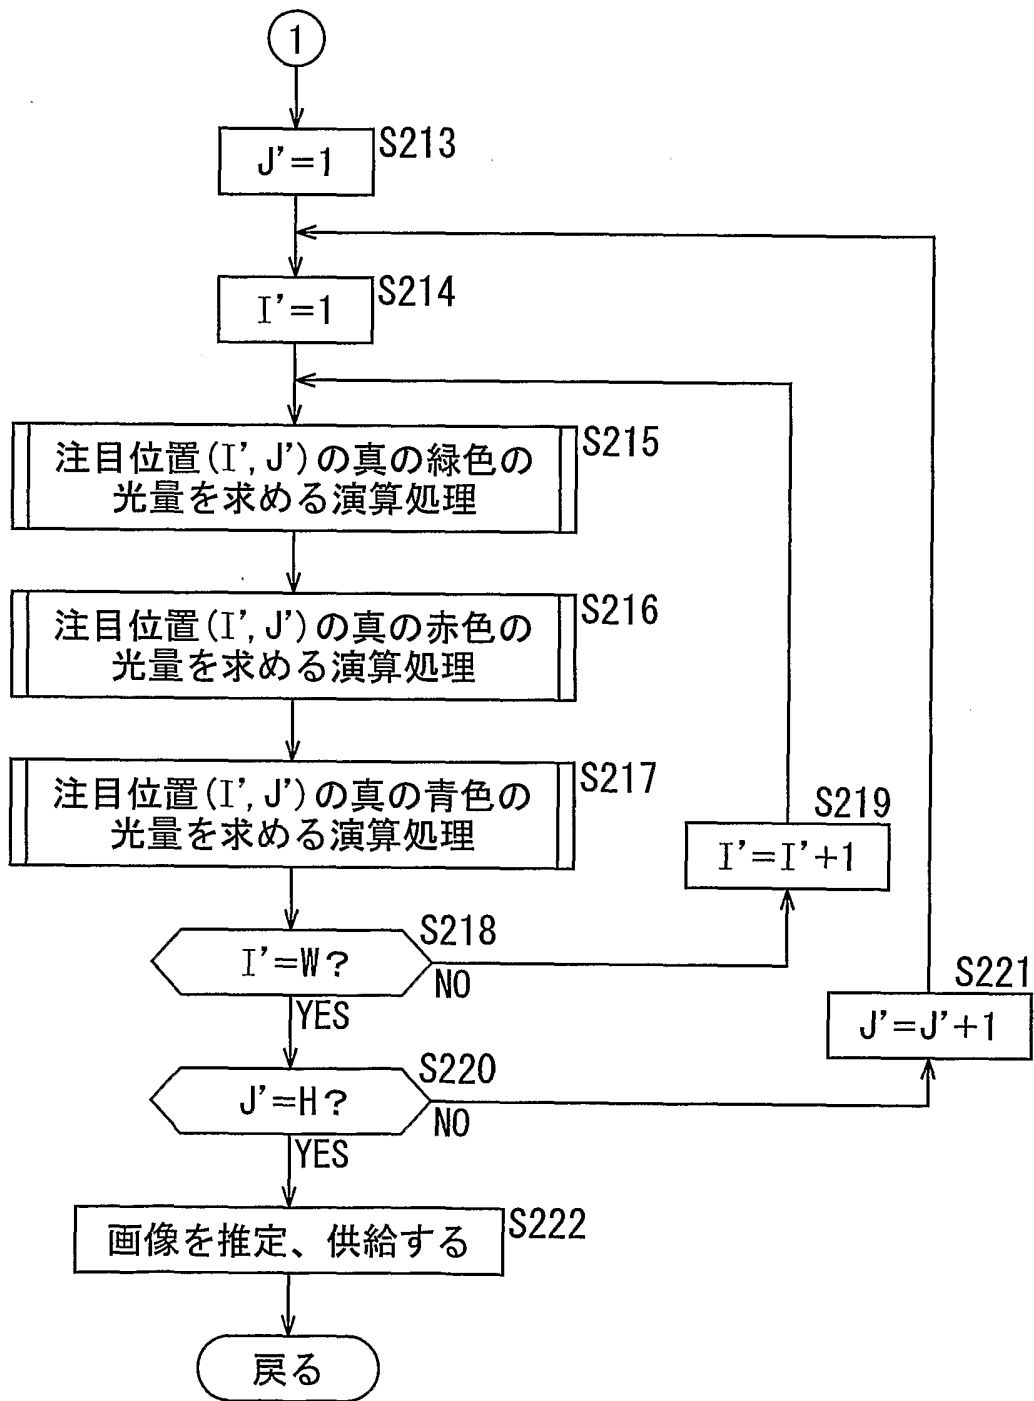 1
J'=1
S213
I'=1
S214
注目位置(I', J')の真の緑色の
光量を求める演算処理
S215
注目位置(I', J')の真の赤色の
光量を求める演算処理
S216
注目位置(I', J')の真の青色の
光量を求める演算処理
S217
I'=W?
S218
NO
YES
S219
I'=I'+1
J'=H?
S220
NO
YES
S221
J'=J'+1
画像を推定、供給する
S222
戻る